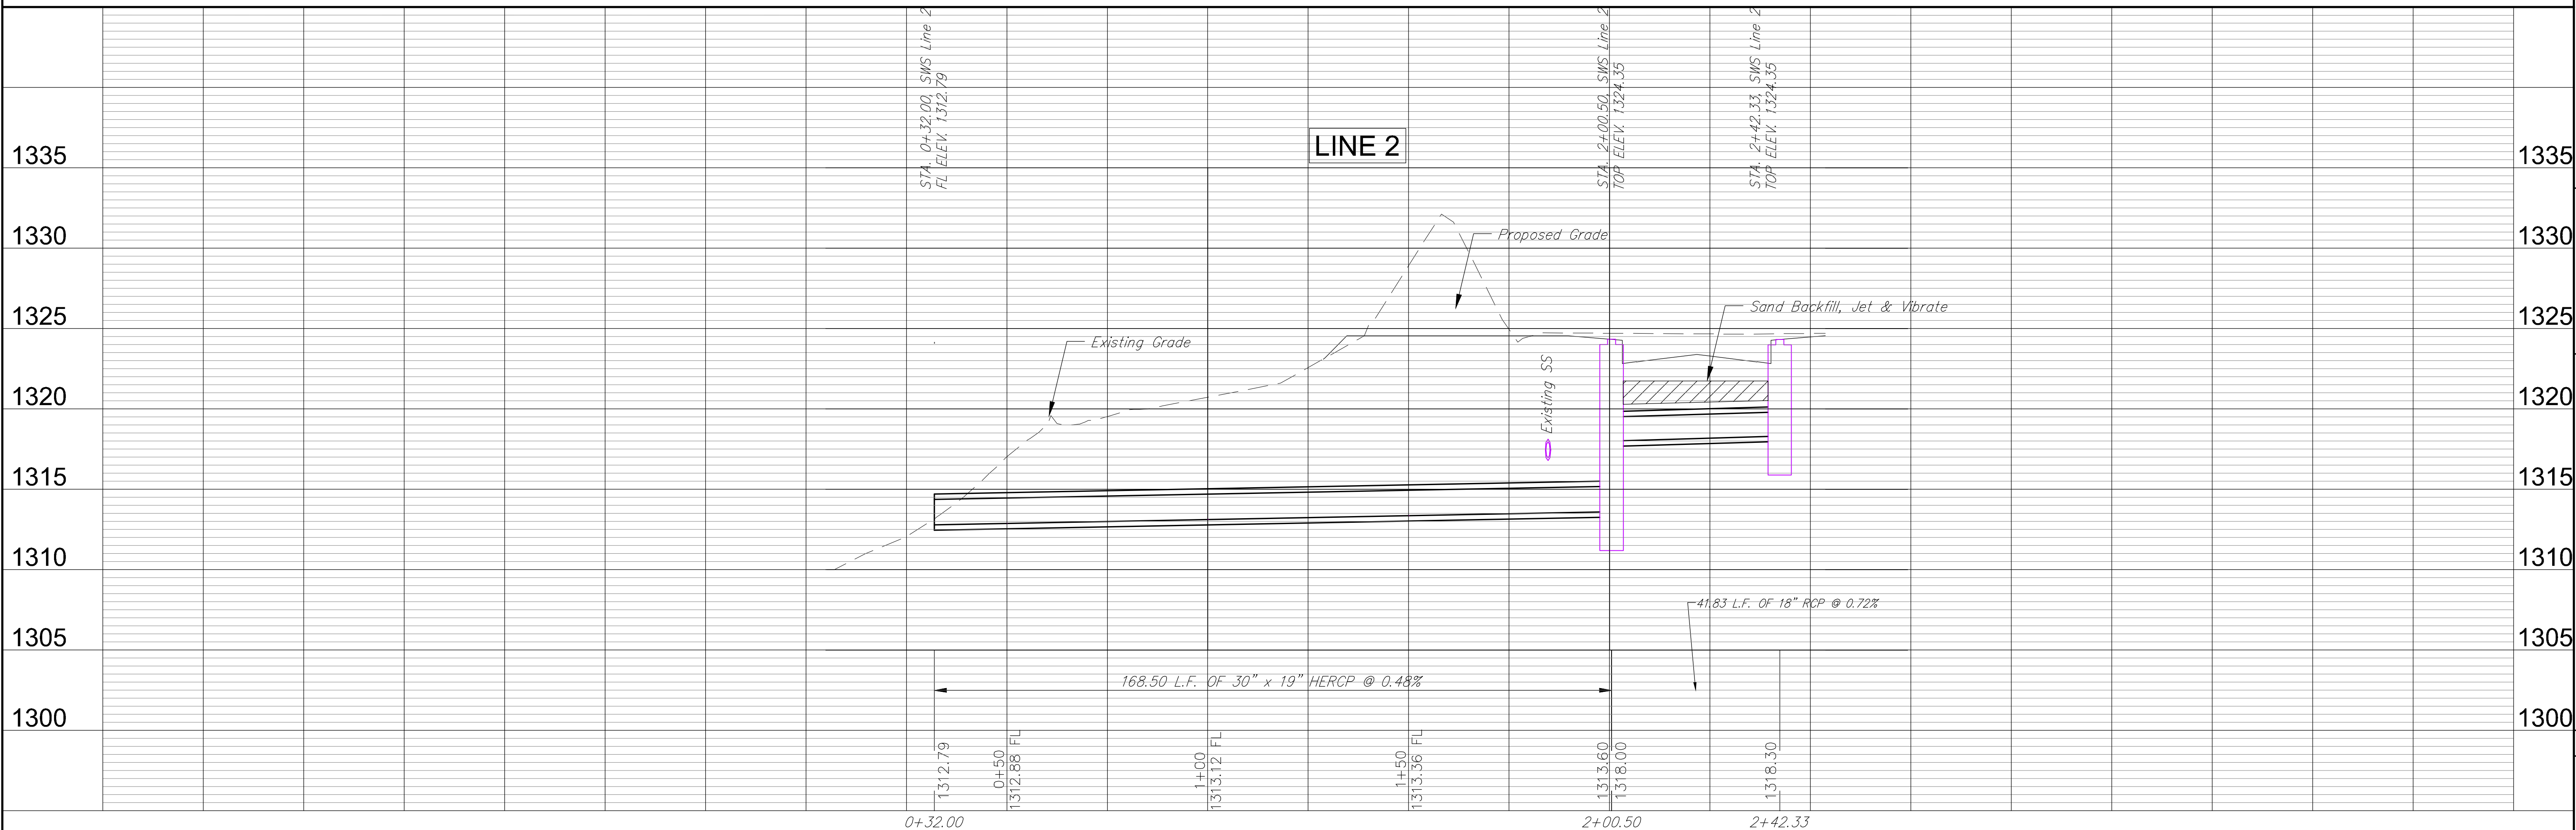 STA. 0+32.00, SWS Line 2
FL ELEV. 1312.79
STA. 2+00.50, SWS Line 2
TOP ELEV. 1324.35
STA. 2+42.33, SWS Line 2
TOP ELEV. 1324.35
LINE 2
1335
1335
1330
Proposed Grade
1330
1325
Sand Backfill, Jet & Vibrate
1325
Existing Grade
Existing SS
1320
1320
1315
1315
1310
1310
41.83 L.F. OF 18" RCP @ 0.72%
1305
1305
168.50 L.F. OF 30" x 19" HERCP @ 0.48%
1300
1300
1312.79
0+50
1312.88 FL
1+00
1313.12 FL
1+50
1313.36 FL
1313.60
1318.00
1318.30
0+32.00
2+00.50
2+42.33